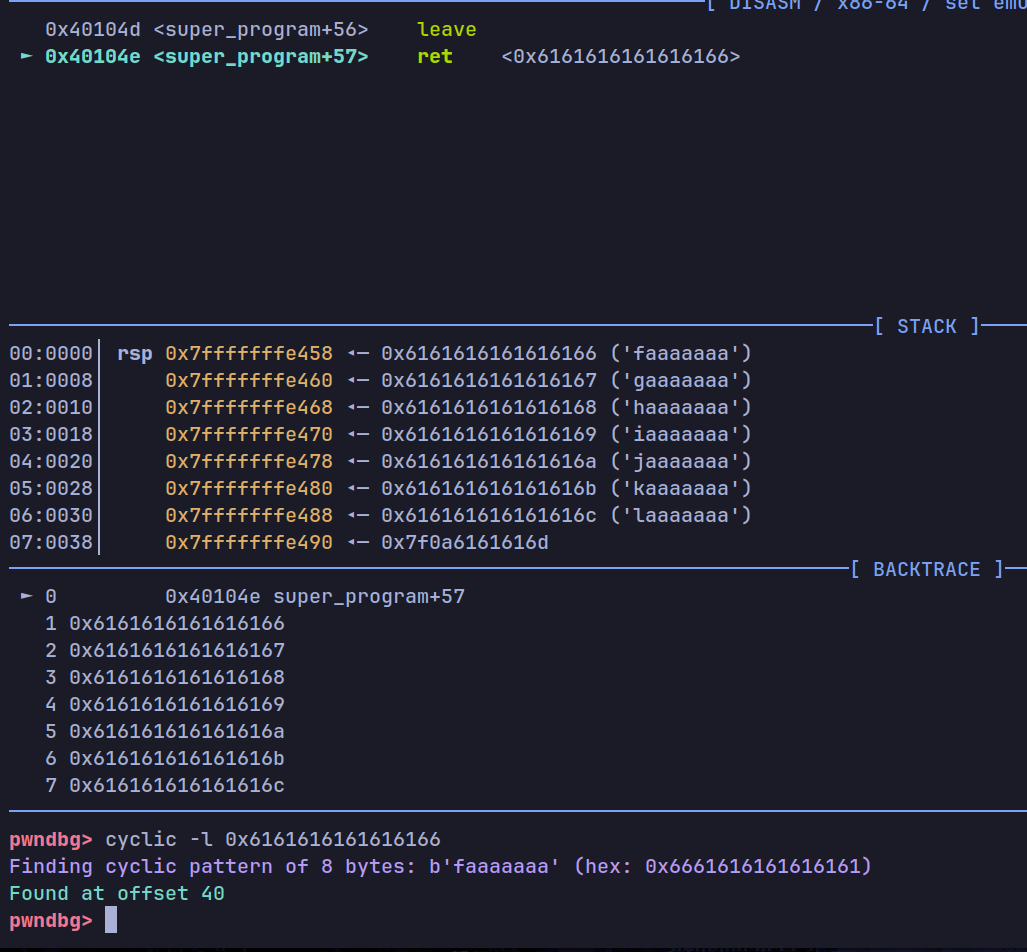 [ DISASM / x86-64 / set emu
0x40104d <super_program+56> leave
► 0x40104e <super_program+57> ret <0x6161616161616166>
[ STACK ]
00:0000│ rsp 0x7fffffffe458 ◂— 0x6161616161616166 ('faaaaaaa')
01:0008│ 0x7fffffffe460 ◂— 0x6161616161616167 ('gaaaaaaa')
02:0010│ 0x7fffffffe468 ◂— 0x6161616161616168 ('haaaaaaa')
03:0018│ 0x7fffffffe470 ◂— 0x6161616161616169 ('iaaaaaaa')
04:0020│ 0x7fffffffe478 ◂— 0x616161616161616a ('jaaaaaaa')
05:0028│ 0x7fffffffe480 ◂— 0x616161616161616b ('kaaaaaaa')
06:0030│ 0x7fffffffe488 ◂— 0x616161616161616c ('laaaaaaa')
07:0038│ 0x7fffffffe490 ◂— 0x7f0a6161616d
[ BACKTRACE ]
► 0 0x40104e super_program+57
1 0x6161616161616166
2 0x6161616161616167
3 0x6161616161616168
4 0x6161616161616169
5 0x616161616161616a
6 0x616161616161616b
7 0x616161616161616c
pwndbg> cyclic -l 0x6161616161616166
Finding cyclic pattern of 8 bytes: b'faaaaaaa' (hex: 0x6661616161616161)
Found at offset 40
pwndbg>